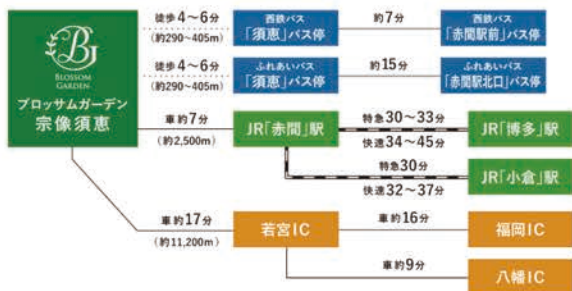 BG
BLOSSOM
GARDEN
ブロッサムガーデン
宗像須恵
徒歩4～6分
(約290～405m)
西鉄バス
「須恵」バス停
約7分
西鉄バス
「赤間駅前」バス停
徒歩4～6分
(約290～405m)
ふれあいバス
「須恵」バス停
約15分
ふれあいバス
「赤間駅北口」バス停
車約7分
(約2,500m)
JR「赤間」駅
特急30～33分
快速34～45分
JR「博多」駅
特急30分
快速32～37分
JR「小倉」駅
車約17分
(約11,200m)
若宮IC
車約16分
福岡IC
車約9分
八幡IC